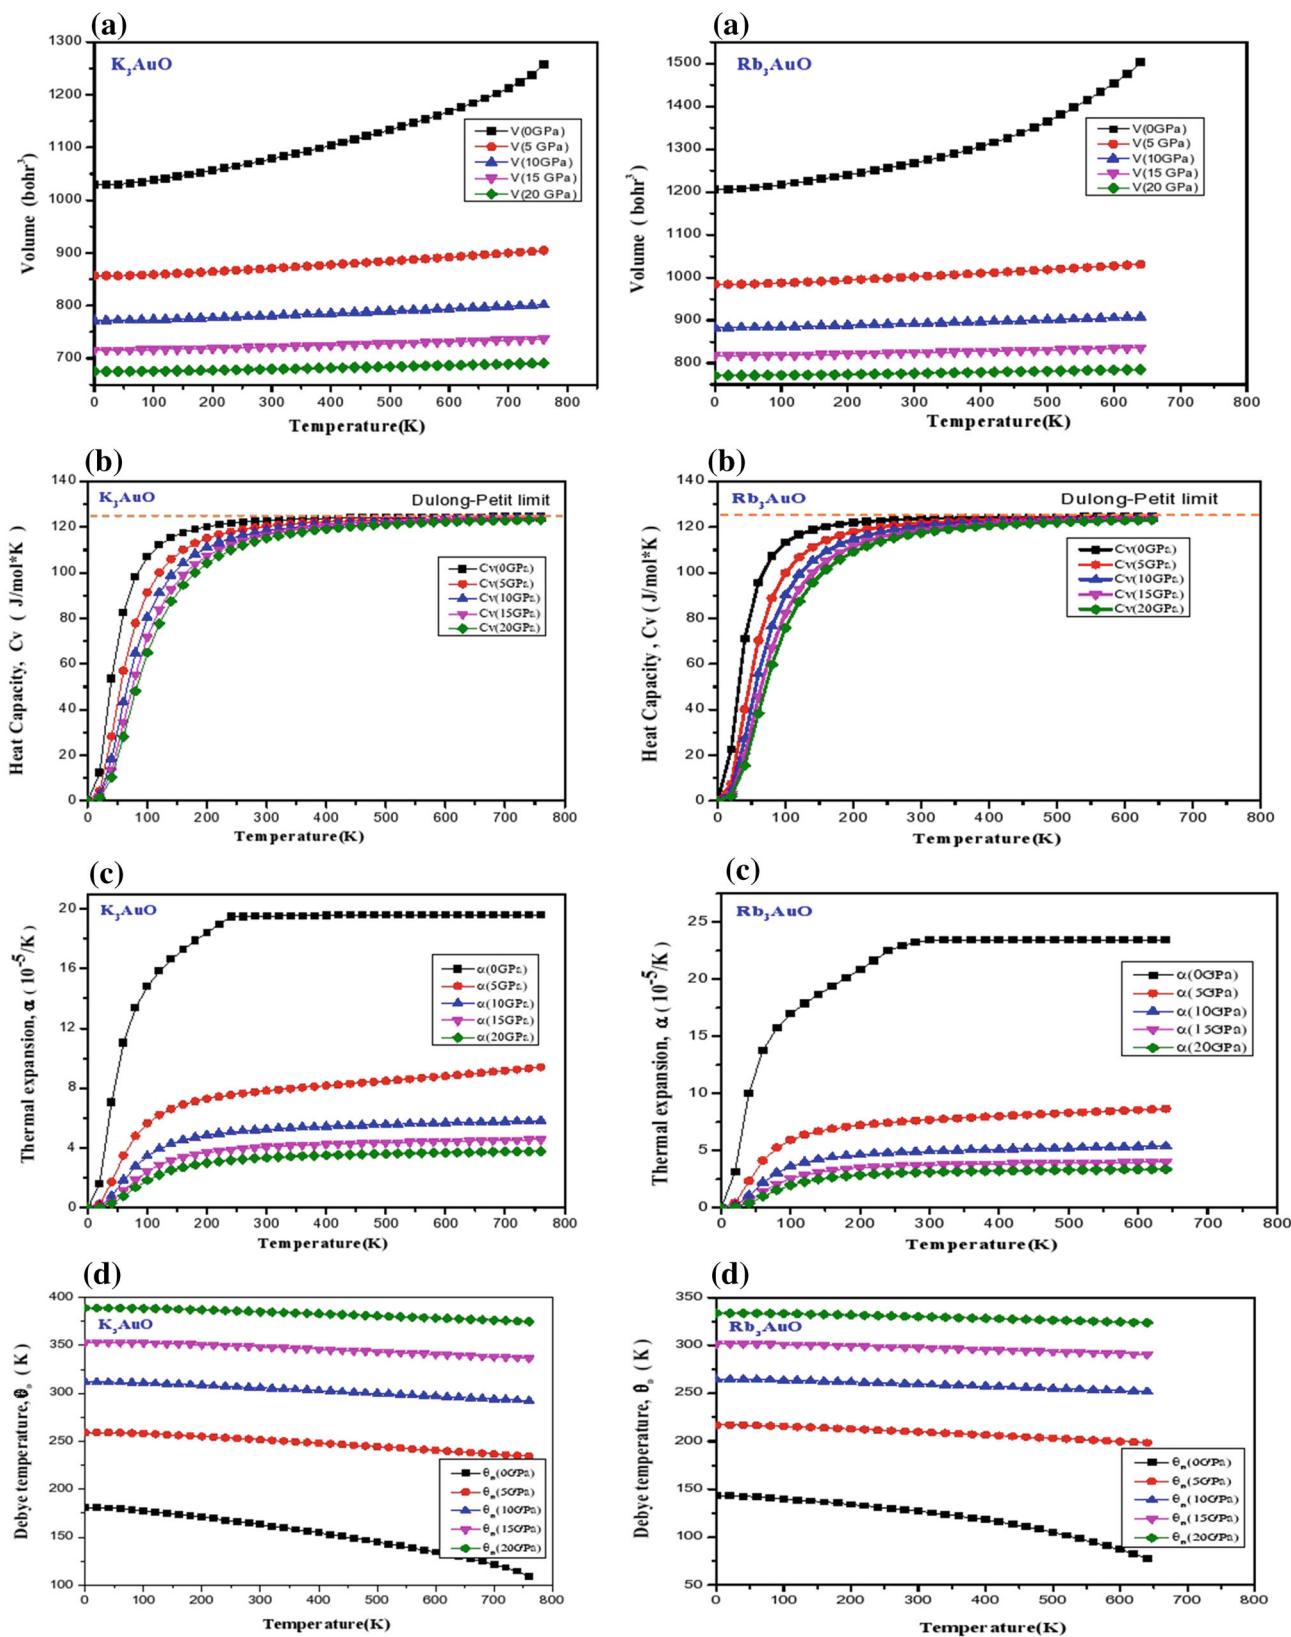 (a)
K3AuO
1300
1200
1100
1000
900
800
700
0 100 200 300 400 500 600 700 800
Volume (bohr³)
Temperature(K)
V(0GPa)
V(5 GPa)
V(10GPa)
V(15 GPa)
V(20 GPa)
(a)
Rb3AuO
1500
1400
1300
1200
1100
1000
900
800
0 100 200 300 400 500 600 700 800
Volume ( bohr³)
Temperature(K)
V(0GPa)
V(5 GPa)
V(10GPa)
V(15 GPa)
V(20 GPa)
(b)
K3AuO
Dulong-Petit limit
140
120
100
80
60
40
20
0
0 100 200 300 400 500 600 700 800
Heat Capacity, Cv ( J/mol*K)
Temperature(K)
Cv(0GPa)
Cv(5GPa)
Cv(10GPa)
Cv(15GPa)
Cv(20GPa)
(b)
Rb3AuO
Dulong-Petit limit
140
120
100
80
60
40
20
0
0 100 200 300 400 500 600 700 800
Heat Capacity , Cv ( J/mol*K)
Temperature(K)
Cv(0GPa)
Cv(5GPa)
Cv(10GPa)
Cv(15GPa)
Cv(20GPa)
(c)
K3AuO
20
16
12
8
4
0
0 100 200 300 400 500 600 700 800
Thermal expansion, α ( 10⁻⁵/K)
Temperature(K)
α(0GPa)
α(5GPa)
α(10GPa)
α(15GPa)
α(20GPa)
(c)
Rb3AuO
25
20
15
10
5
0
0 100 200 300 400 500 600 700 800
Thermal expansion, α ( 10⁻⁵/K)
Temperature(K)
α(0GPa)
α(5GPa)
α(10GPa)
α(15GPa)
α(20GPa)
(d)
K3AuO
400
350
300
250
200
150
100
0 100 200 300 400 500 600 700 800
Debye temperature, θD ( K)
Temperature(K)
θm(0GPa)
θm(5GPa)
θm(10GPa)
θm(15GPa)
θm(20GPa)
(d)
Rb3AuO
350
300
250
200
150
100
50
0 100 200 300 400 500 600 700 800
Debye temperature, θD ( K)
Temperature(K)
θm(0GPa)
θm(5GPa)
θm(10GPa)
θm(15GPa)
θm(20GPa)